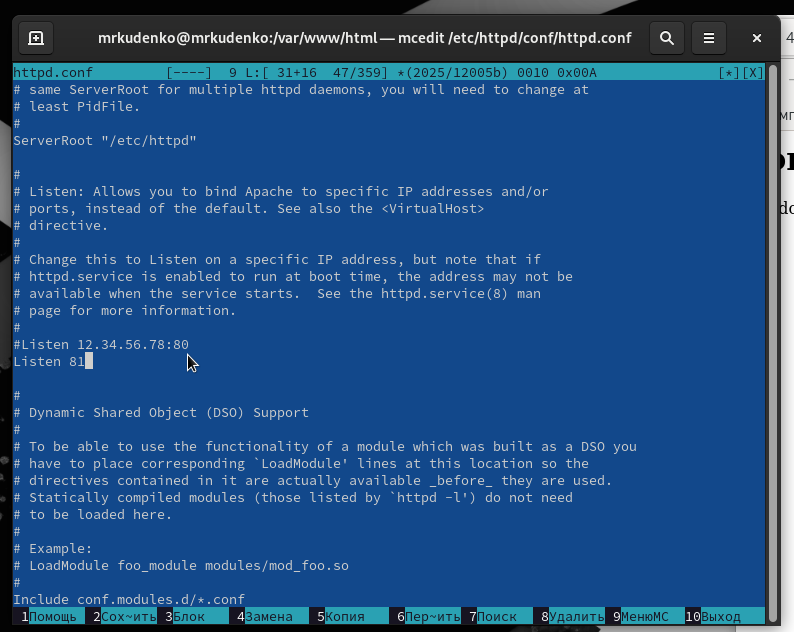 mrkudenko@mrkudenko:/var/www/html — mcedit /etc/httpd/conf/httpd.conf
httpd.conf [----] 9 L:[ 31+16 47/359] *(2025/12005b) 0010 0x00A [*][X]
# same ServerRoot for multiple httpd daemons, you will need to change at
# least PidFile.
#
ServerRoot "/etc/httpd"
#
# Listen: Allows you to bind Apache to specific IP addresses and/or
# ports, instead of the default. See also the <VirtualHost>
# directive.
#
# Change this to Listen on a specific IP address, but note that if
# httpd.service is enabled to run at boot time, the address may not be
# available when the service starts.  See the httpd.service(8) man
# page for more information.
#
#Listen 12.34.56.78:80
Listen 81
#
# Dynamic Shared Object (DSO) Support
#
# To be able to use the functionality of a module which was built as a DSO you
# have to place corresponding `LoadModule' lines at this location so the
# directives contained in it are actually available _before_ they are used.
# Statically compiled modules (those listed by `httpd -l') do not need
# to be loaded here.
#
# Example:
# LoadModule foo_module modules/mod_foo.so
#
Include conf.modules.d/*.conf
1Помощь 2Сох~ить 3Блок 4Замена 5Копия 6Пер~ить 7Поиск 8Удалить 9МенюMC 10Выход